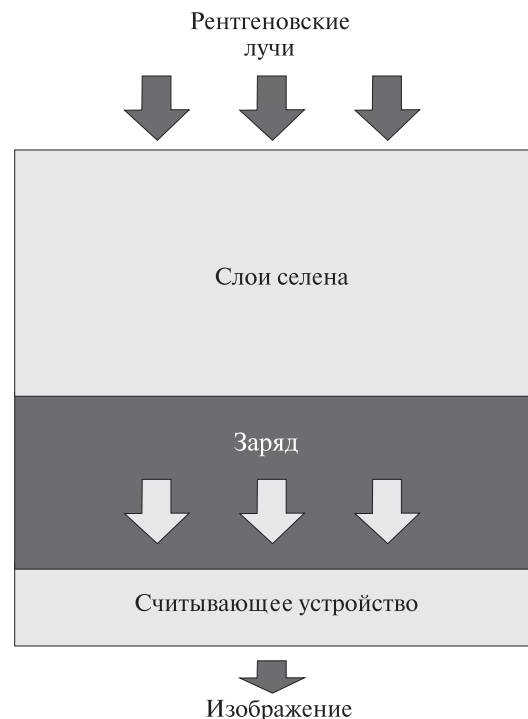 Рентгеновские
лучи
Слои селена
Заряд
Считывающее устройство
Изображение